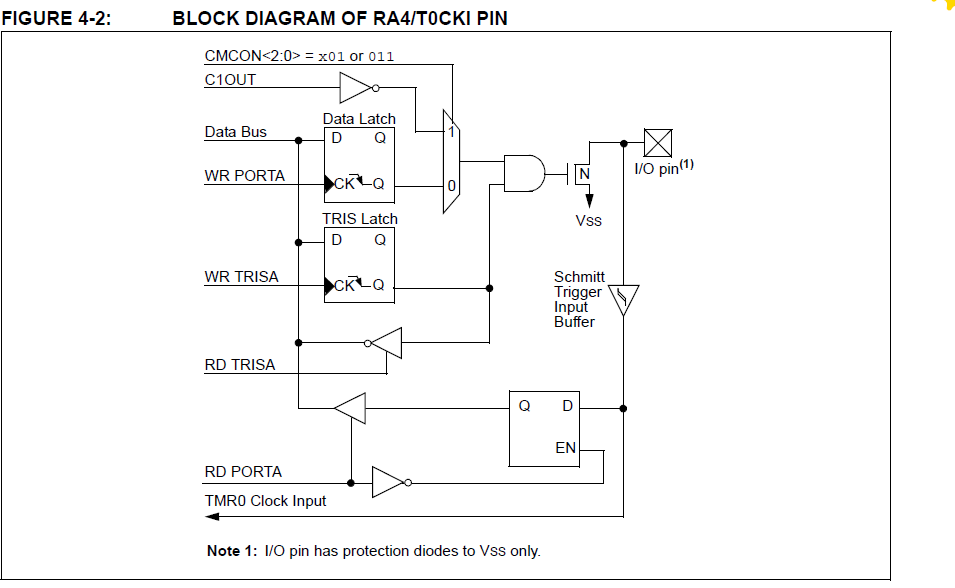 FIGURE 4-2: BLOCK DIAGRAM OF RA4/T0CKI PIN
CMCON<2:0> = x01 or 011
C1OUT
Data Latch
Data Bus
D Q
1
WR PORTA
CK Q
0
N
I/O pin(1)
VSS
TRIS Latch
D Q
WR TRISA
CK Q
Schmitt
Trigger
Input
Buffer
RD TRISA
Q D
EN
RD PORTA
TMR0 Clock Input
Note 1: I/O pin has protection diodes to VSS only.